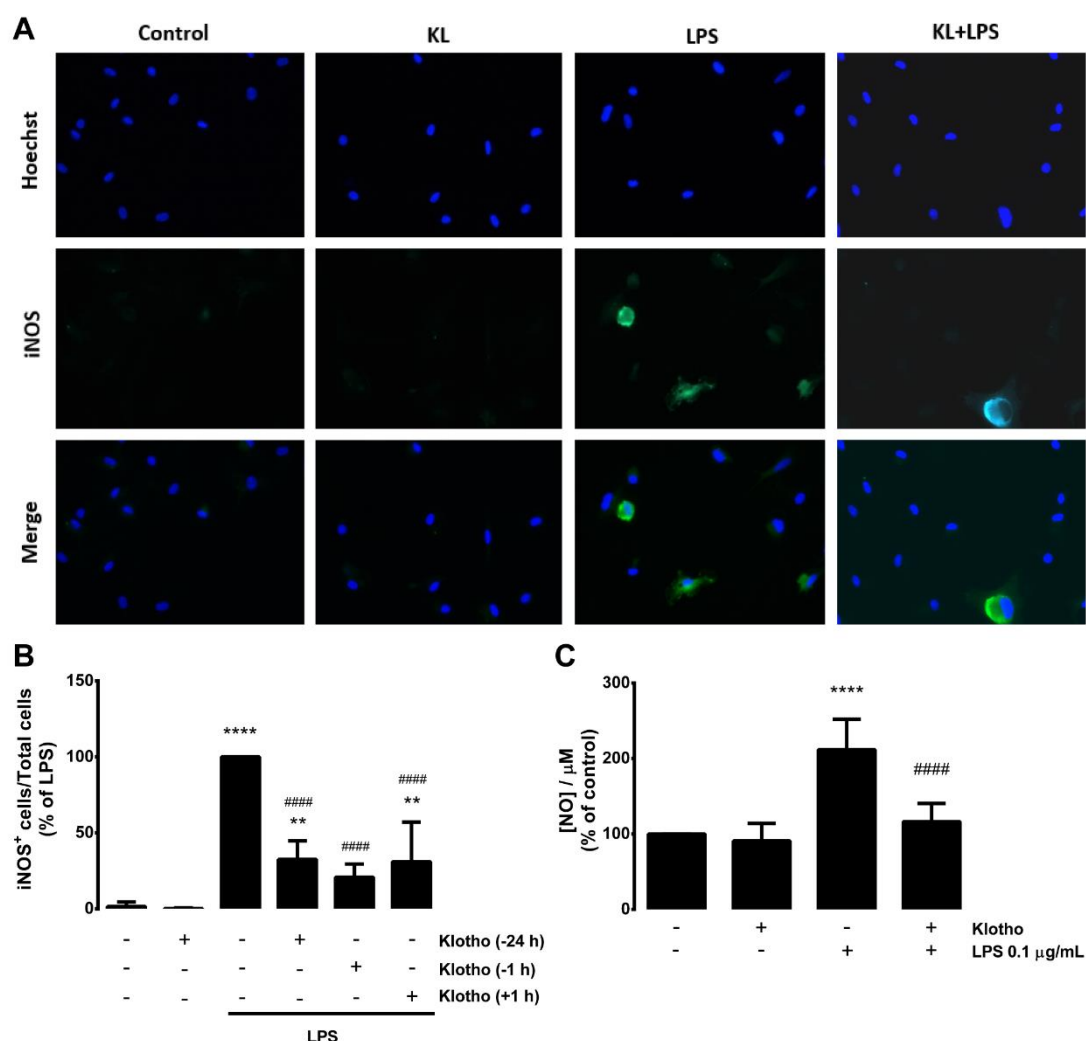 A
Control KL LPS KL+LPS
Hoechst
iNOS
Merge
B
iNOS⁺ cells/Total cells
(% of LPS)
150
100
50
0
****
####
**
####
####
**
- + - + - - Klotho (-24 h)
- - - - + - Klotho (-1 h)
- - - - - + Klotho (+1 h)
LPS
C
[NO] / µM
(% of control)
300
200
100
0
****
####
- + - + Klotho
- - + + LPS 0.1 µg/mL